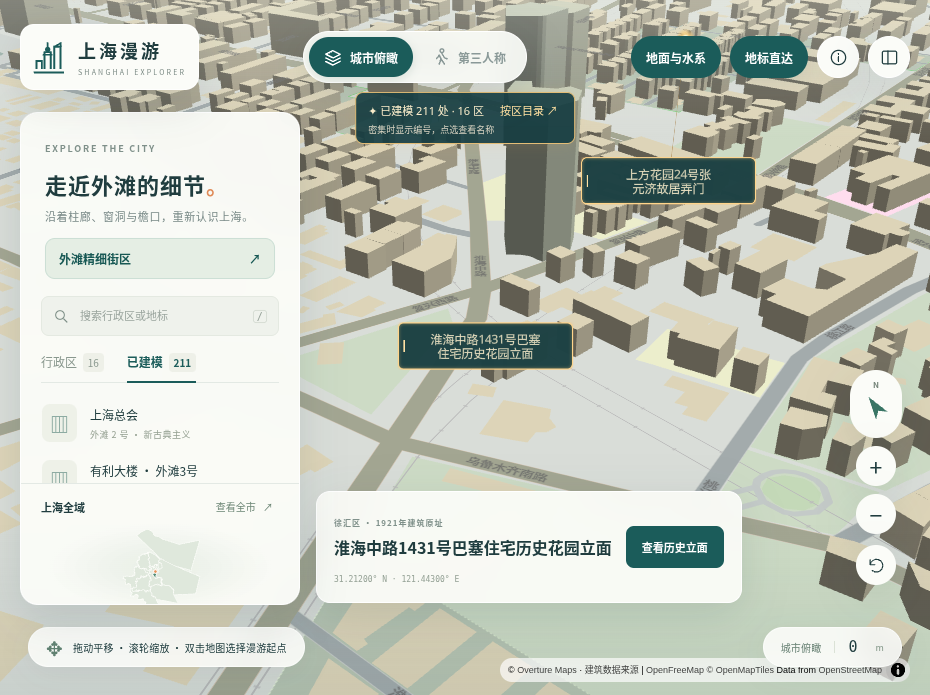 上海漫游
SHANGHAI EXPLORER
城市俯瞰
第三人称
地面与水系
地标直达
✦ 已建模 211 处 · 16 区 按区目录 ↗
密集时显示编号，点选查看名称
上方花园24号张
元济故居弄门
EXPLORE THE CITY
走近外滩的细节。
沿着柱廊、窗洞与檐口，重新认识上海。
外滩精细街区 ↗
搜索行政区或地标 /
行政区 16 已建模 211
上海总会
外滩 2 号 · 新古典主义
有利大楼 · 外滩3号
上海全域 查看全市 ↗
淮海中路1431号巴塞
住宅历史花园立面
乌鲁木齐南路
N
+
−
徐汇区 · 1921年建筑原址
淮海中路1431号巴塞住宅历史花园立面
查看历史立面
31.21200° N · 121.44300° E
拖动平移 · 滚轮缩放 · 双击地图选择漫游起点
城市俯瞰 0 m
© Overture Maps · 建筑数据来源 | OpenFreeMap © OpenMapTiles Data from OpenStreetMap